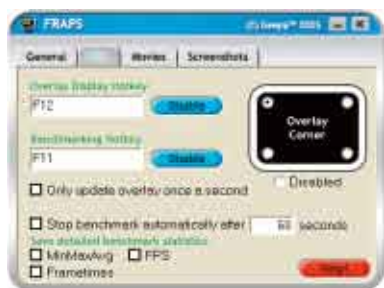 FRAPS
General Movies Screenshots
Overlay Display Hotkey
F12
Disable
Overlay
Corner
Benchmarking Hotkey
F11
Disable
Disabled
Only update overlay once a second
Stop benchmark automatically after 60 seconds
Save detailed benchmark statistics
MinMaxAvg FPS
Frametimes